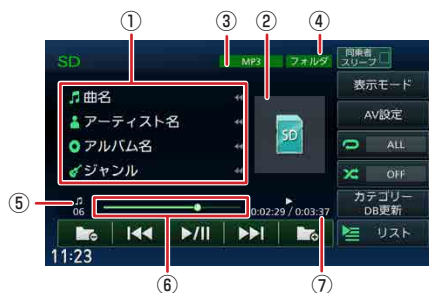 ① ③ ② ④
SD
MP3
フォルダ
同乗者
スリープ
曲名
アーティスト名
アルバム名
ジャンル
SD
表示モード
AV設定
ALL
OFF
カテゴリー
DB更新
リスト
⑤
06
0:02:29 / 0:03:37
11:23
⑥ ⑦